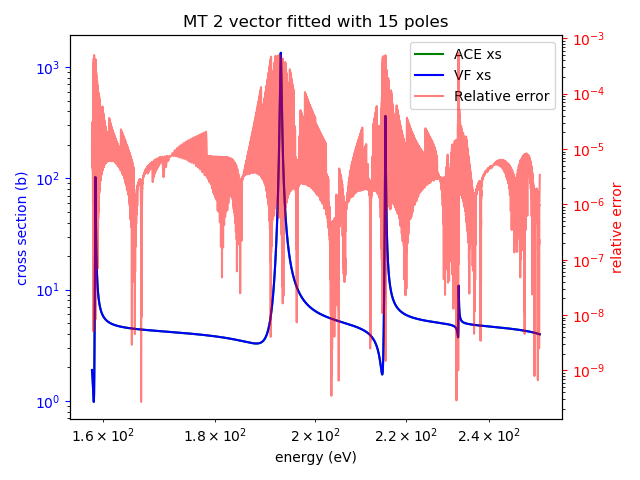 MT 2 vector fitted with 15 poles
ACE xs
VF xs
Relative error
10³
10²
10¹
10⁰
cross section (b)
10⁻³
10⁻⁴
10⁻⁵
10⁻⁶
10⁻⁷
10⁻⁸
10⁻⁹
relative error
1.6 × 10² 1.8 × 10² 2 × 10² 2.2 × 10² 2.4 × 10²
energy (eV)